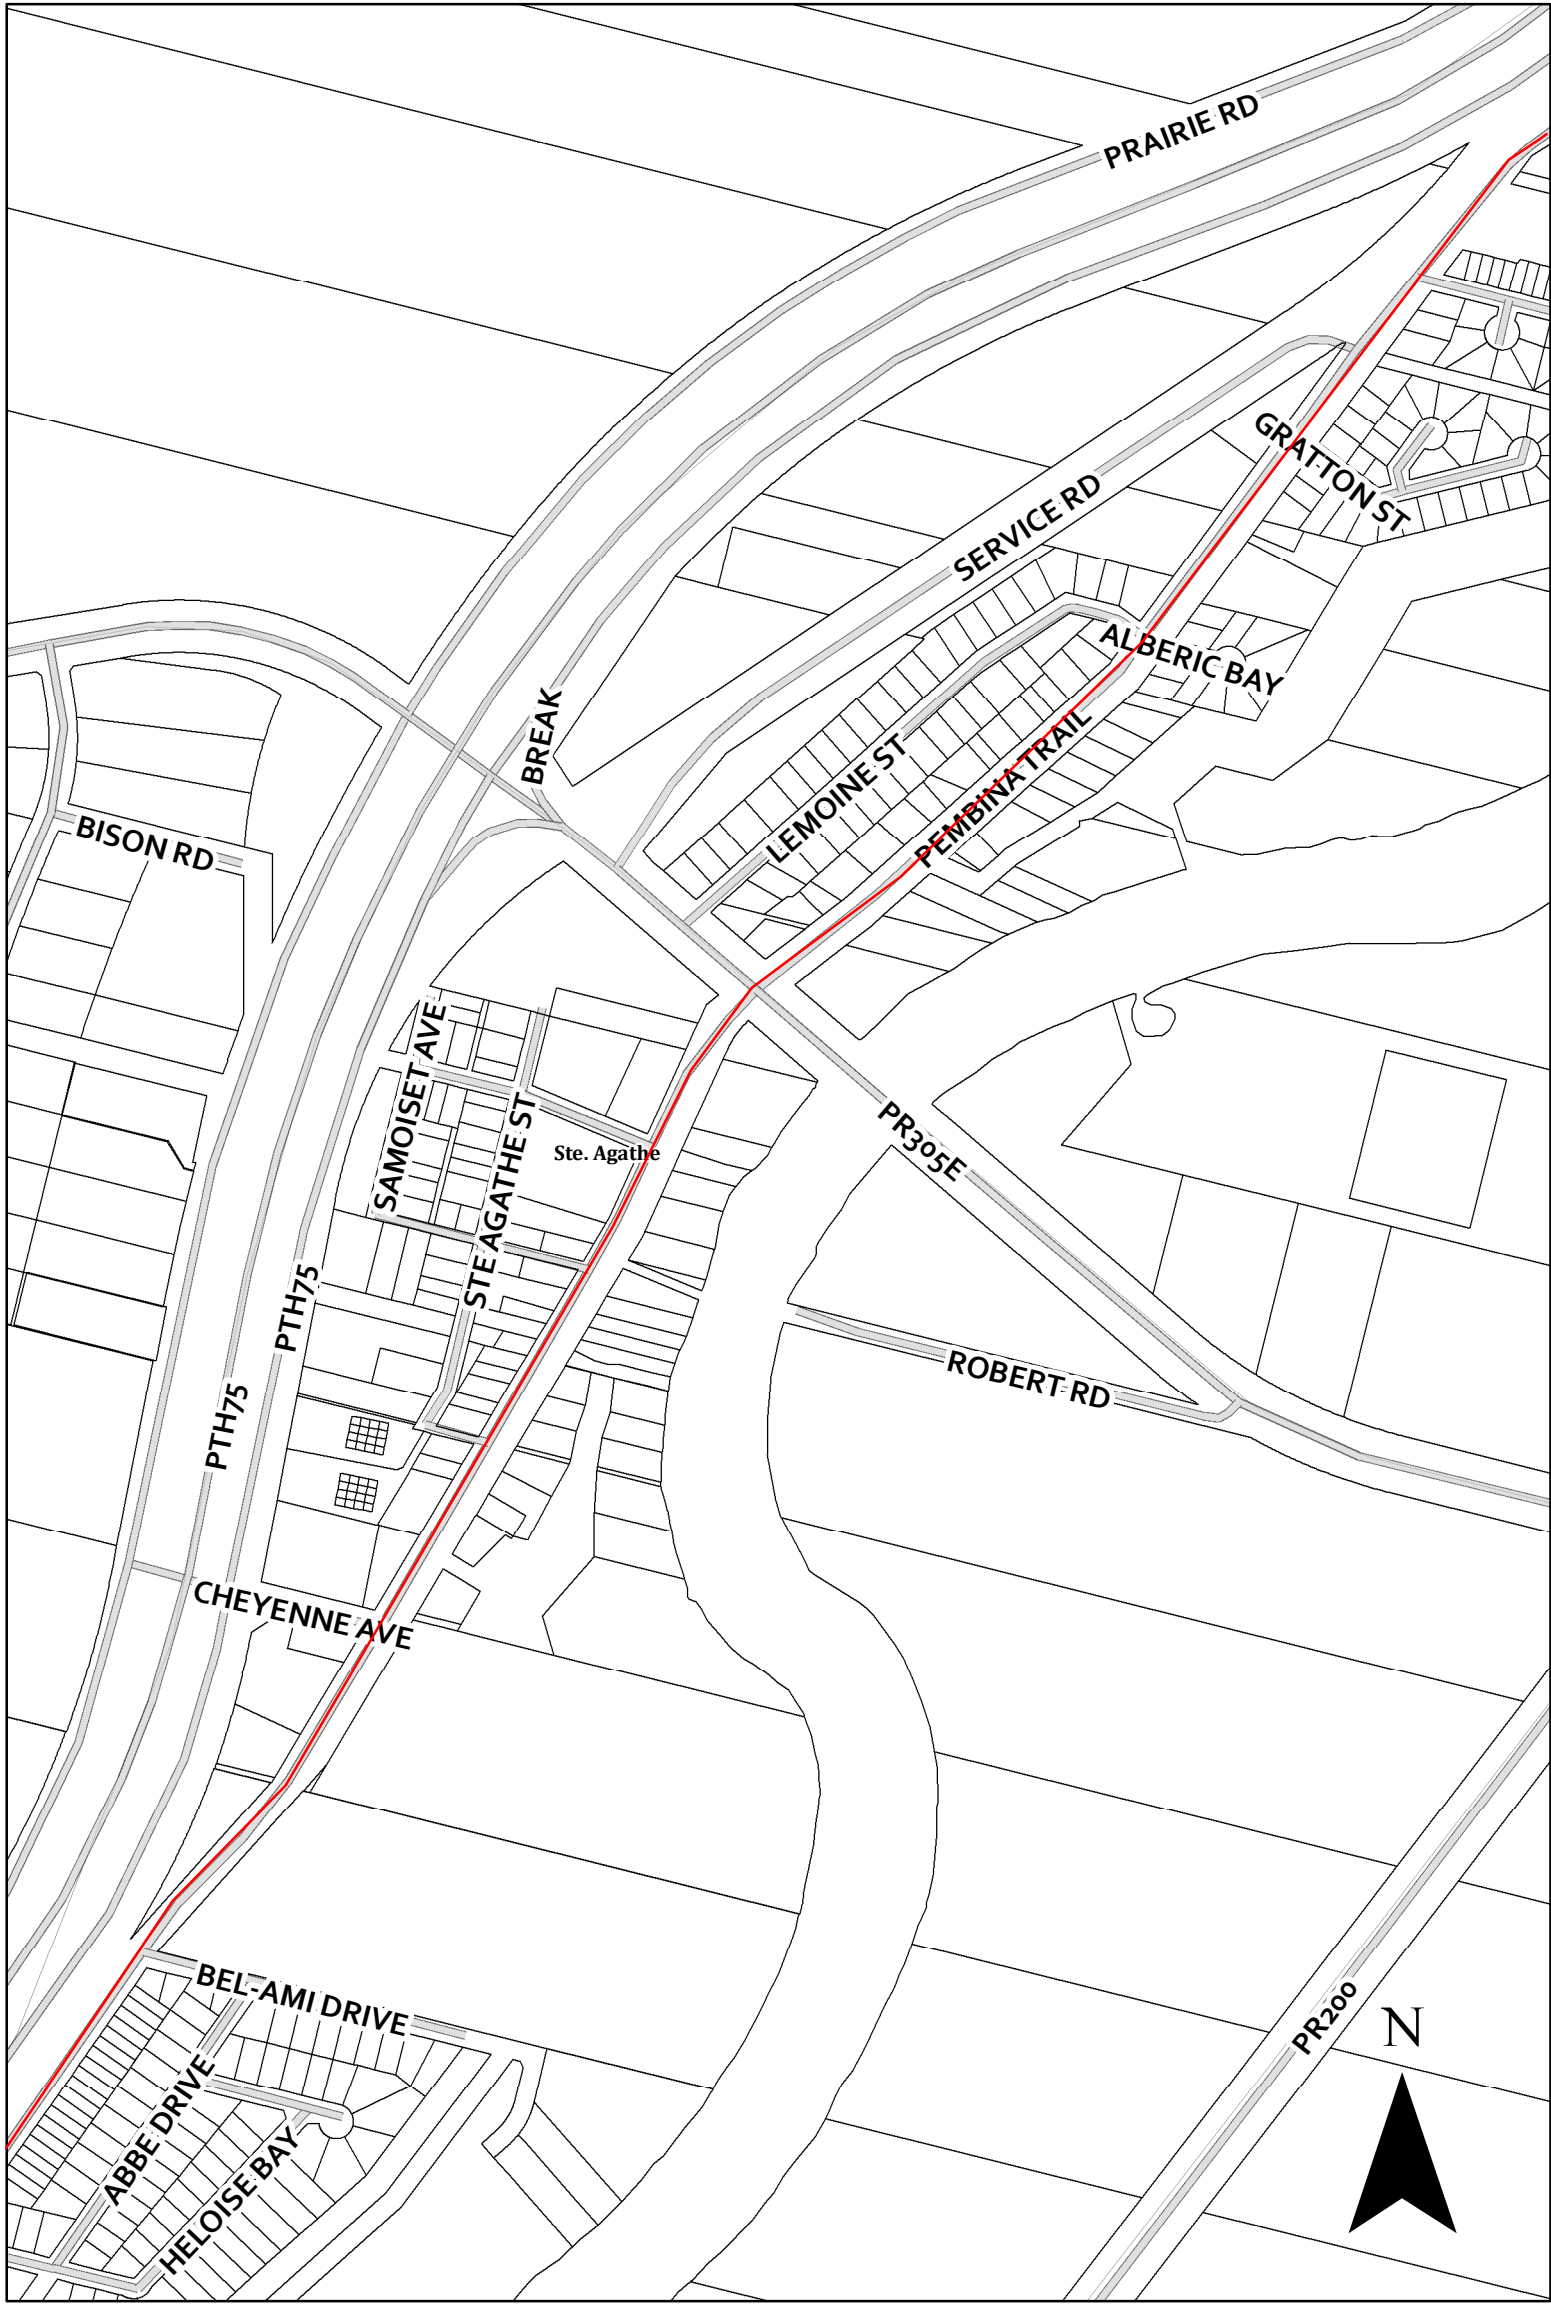 PRAIRIE RD
GRATTON ST
SERVICE RD
ALBERIC BAY
BREAK
PEMBINA TRAIL
LEMOINE ST
BISON RD
SAMOISET AVE
STE AGATHE ST
Ste. Agathe
PR305E
PTH75
ROBERT RD
PTH75
CHEYENNE AVE
BEL-AMI DRIVE
PR200
N
ABBE DRIVE
HELOISE BAY